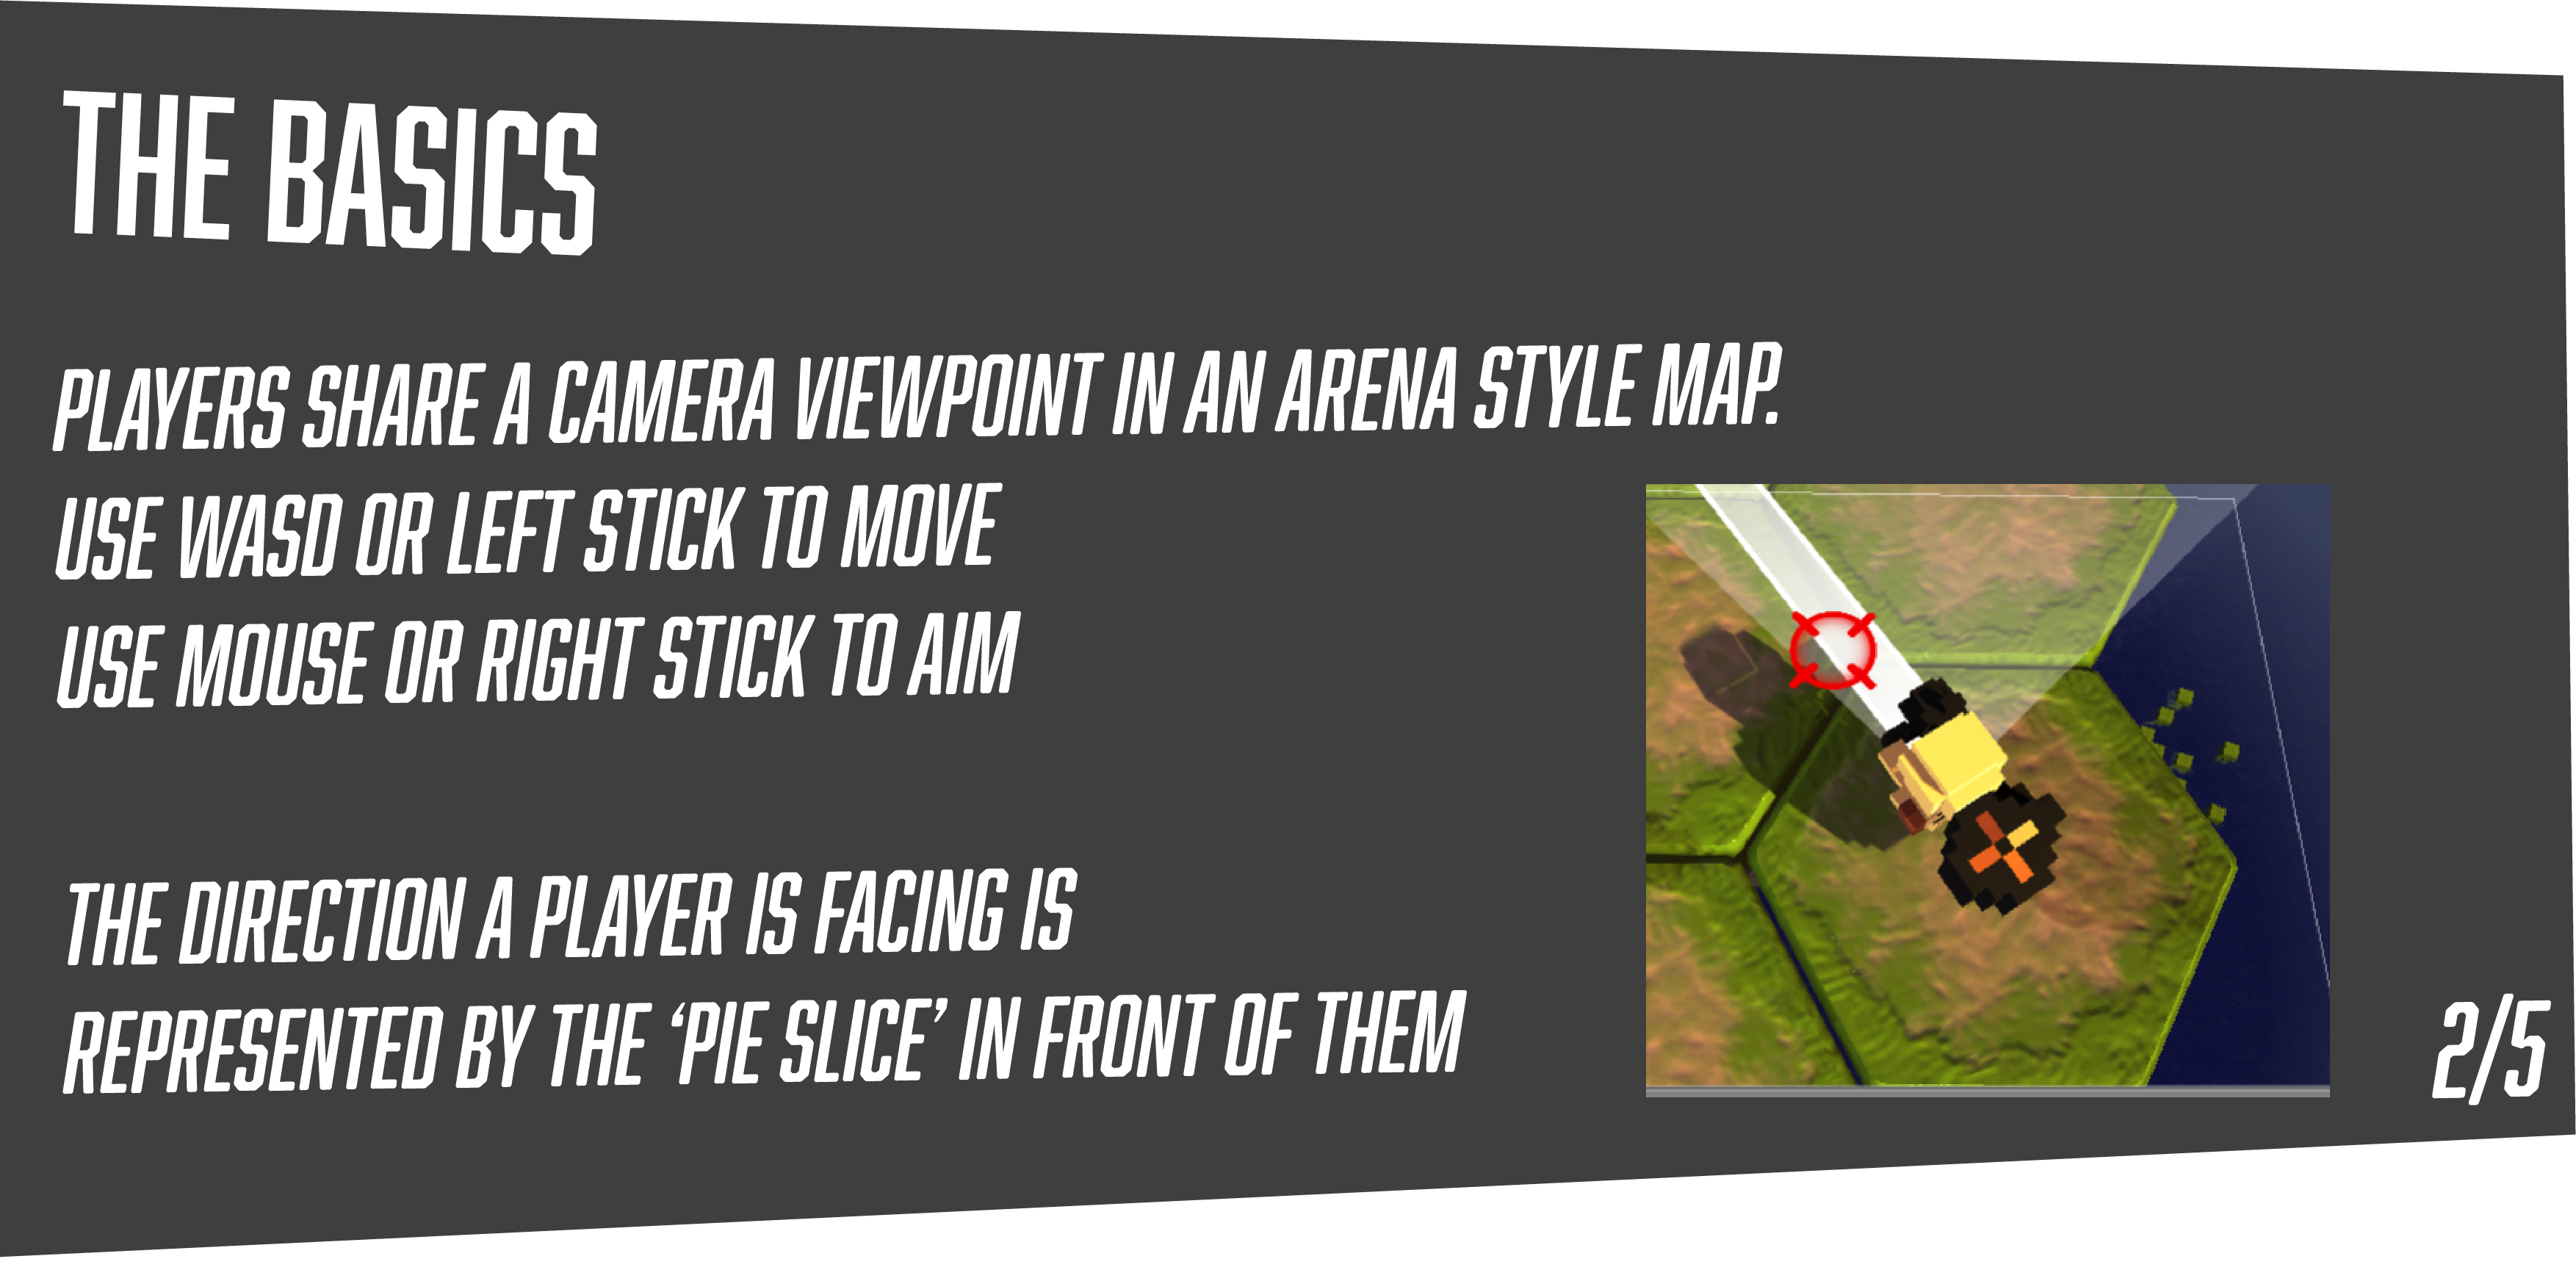 THE BASICS
PLAYERS SHARE A CAMERA VIEWPOINT IN AN ARENA STYLE MAP.
USE WASD OR LEFT STICK TO MOVE
USE MOUSE OR RIGHT STICK TO AIM
THE DIRECTION A PLAYER IS FACING IS
REPRESENTED BY THE ‘PIE SLICE’ IN FRONT OF THEM
2/5